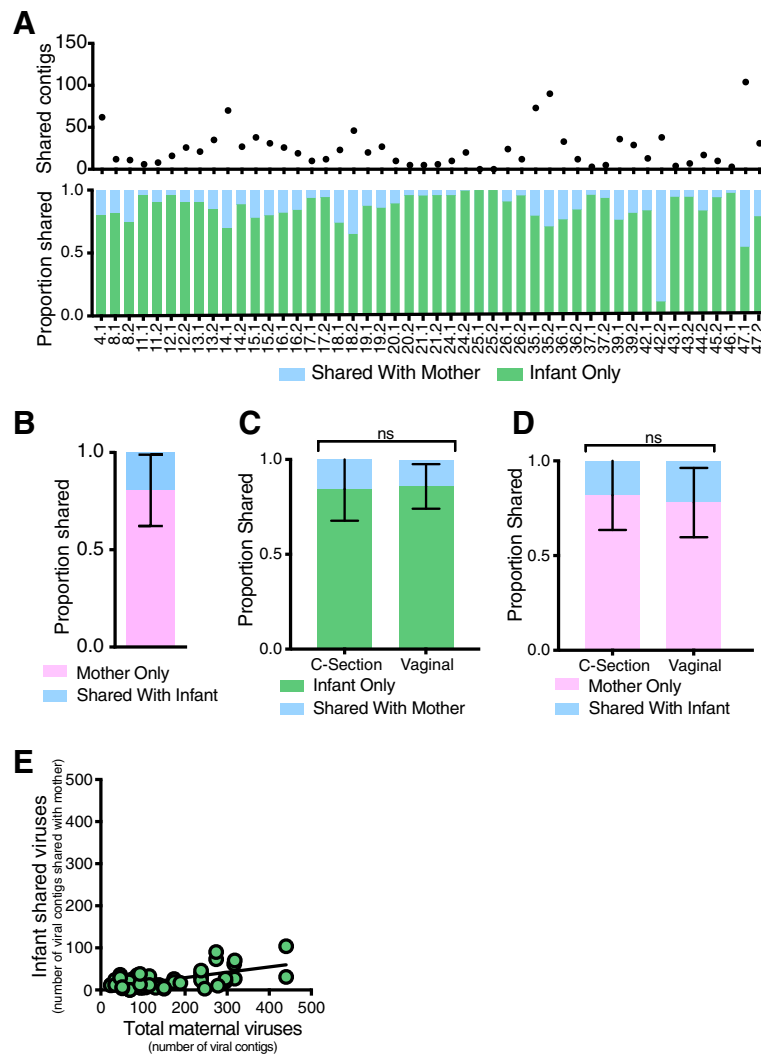 A
Shared contigs
150
100
50
0
Proportion shared
1.0
0.5
0.0
4.1 8.1 8.2 11.1 11.2 12.1 12.2 13.1 13.2 14.1 14.2 15.1 15.2 16.1 16.2 17.1 17.2 18.1 18.2 19.1 19.2 20.1 20.2 21.1 21.2 24.1 24.2 25.1 25.2 26.1 26.2 35.1 35.2 36.1 36.2 37.1 37.2 39.1 39.2 42.1 42.2 43.1 43.2 44.2 45.2 46.1 47.1 47.2
Shared With Mother Infant Only
B
Proportion shared
1.0
0.5
0.0
Mother Only
Shared With Infant
C
ns
Proportion Shared
1.0
0.5
0.0
C-Section Vaginal
Infant Only
Shared With Mother
D
ns
Proportion Shared
1.0
0.5
0.0
C-Section Vaginal
Mother Only
Shared With Infant
E
Infant shared viruses
(number of viral contigs shared with mother)
500
400
300
200
100
0
0 100 200 300 400 500
Total maternal viruses
(number of viral contigs)